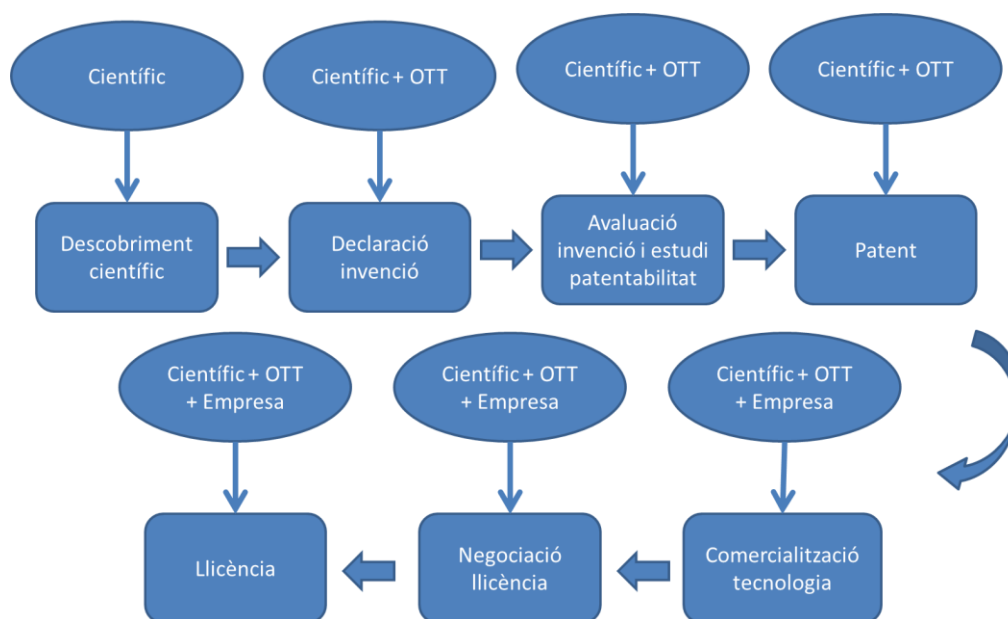 Científic
Científic + OTT
Científic + OTT
Científic + OTT
Descobriment
científic
Declaració
invenció
Avaluació
invenció i estudi
patentabilitat
Patent
Científic + OTT
+ Empresa
Científic + OTT
+ Empresa
Científic + OTT
+ Empresa
Llicència
Negociació
llicència
Comercialització
tecnologia